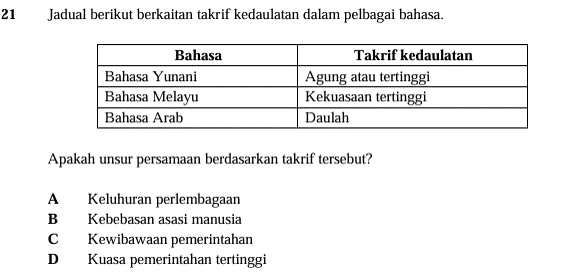 21 Jadual berikut berkaitan takrif kedaulatan dalam pelbagai bahasa.
Bahasa Takrif kedaulatan
Bahasa Yunani Agung atau tertinggi
Bahasa Melayu Kekuasaan tertinggi
Bahasa Arab Daulah
Apakah unsur persamaan berdasarkan takrif tersebut?
A Keluhuran perlembagaan
B Kebebasan asasi manusia
C Kewibawaan pemerintahan
D Kuasa pemerintahan tertinggi